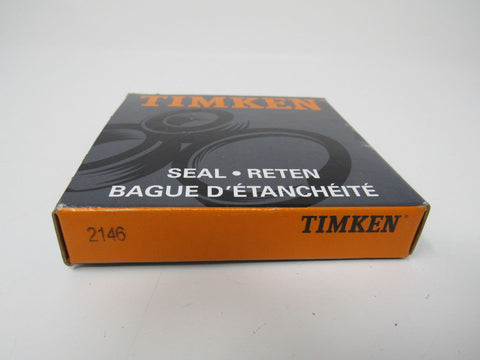 TIMKEN
SEAL • RETEN
BAGUE D'ÉTANCHÉITÉ
2146
TIMKEN